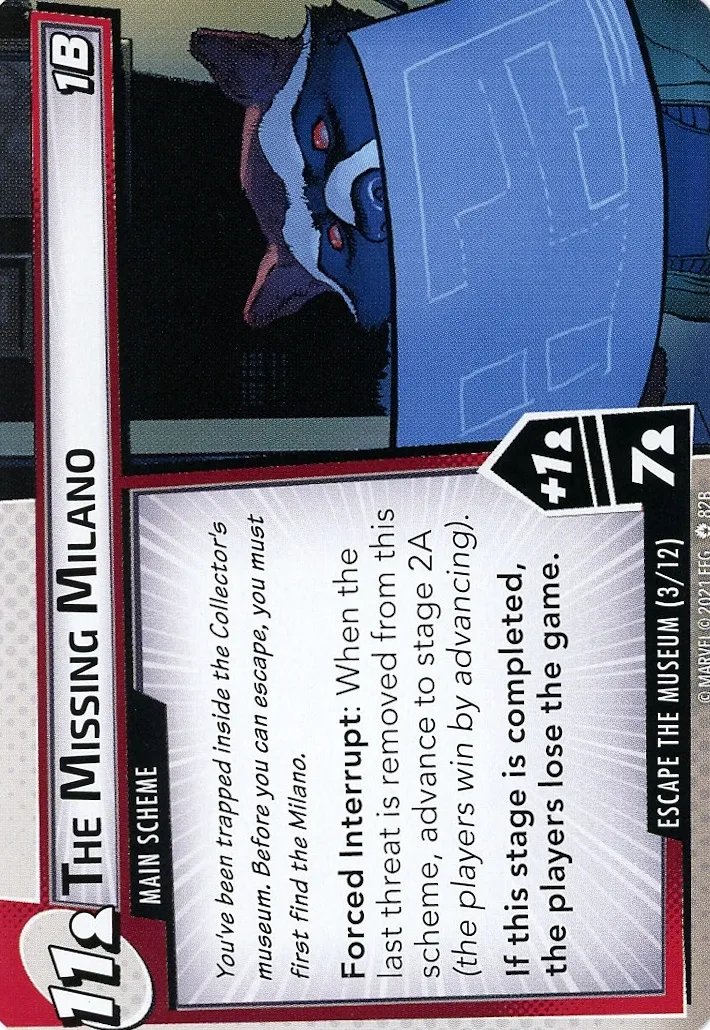 11
THE MISSING MILANO
1B
MAIN SCHEME
You've been trapped inside the Collector's
museum. Before you can escape, you must
first find the Milano.
Forced Interrupt: When the
last threat is removed from this
scheme, advance to stage 2A
(the players win by advancing).
If this stage is completed,
the players lose the game.
+1
7
ESCAPE THE MUSEUM (3/12)
© MARVEL © 2021 FFG 82B